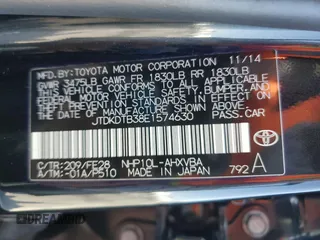 MFD.BY:TOYOTA MOTOR CORPORATION 11/14
GVWR 3475LB GAWR FR 1830LB RR 1830LB
THIS VEHICLE CONFORMS TO ALL APPLICABLE
FEDERAL MOTOR VEHICLE SAFETY, BUMPER,
AND THEFT PREVENTION STANDARDS IN EFFECT
ON THE DATE OF MANUFACTURE SHOWN ABOVE.
JTDKDTB38E1574630 PASS.CAR
C/TR:209/FE28 NHP10L-AHXVBA
A/TM:-01A/P510 MADE IN JAPAN 792 A